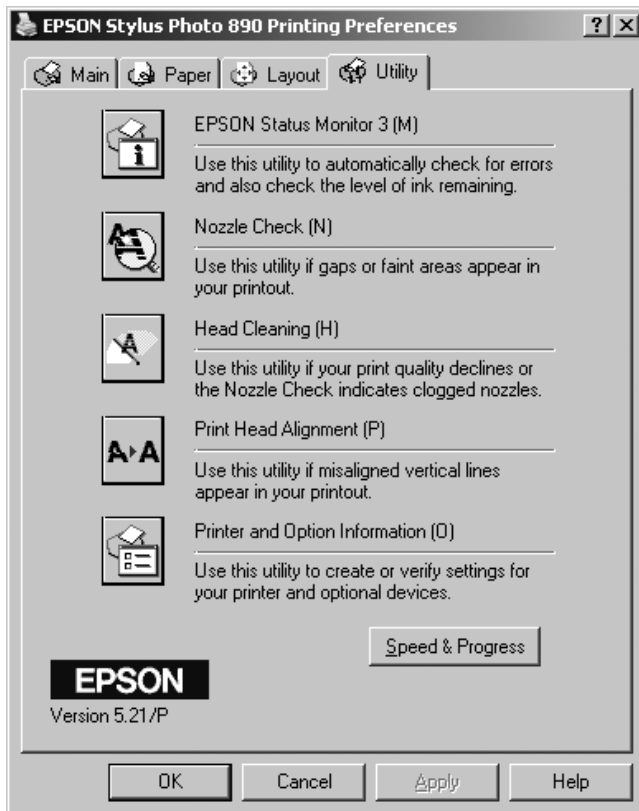 EPSON Stylus Photo 890 Printing Preferences
Main Paper Layout Utility
EPSON Status Monitor 3 (M)
Use this utility to automatically check for errors
and also check the level of ink remaining.
Nozzle Check (N)
Use this utility if gaps or faint areas appear in
your printout.
Head Cleaning (H)
Use this utility if your print quality declines or
the Nozzle Check indicates clogged nozzles.
Print Head Alignment (P)
Use this utility if misaligned vertical lines
appear in your printout.
Printer and Option Information (O)
Use this utility to create or verify settings for
your printer and optional devices.
Speed & Progress
EPSON
Version 5.21/P
OK Cancel Apply Help